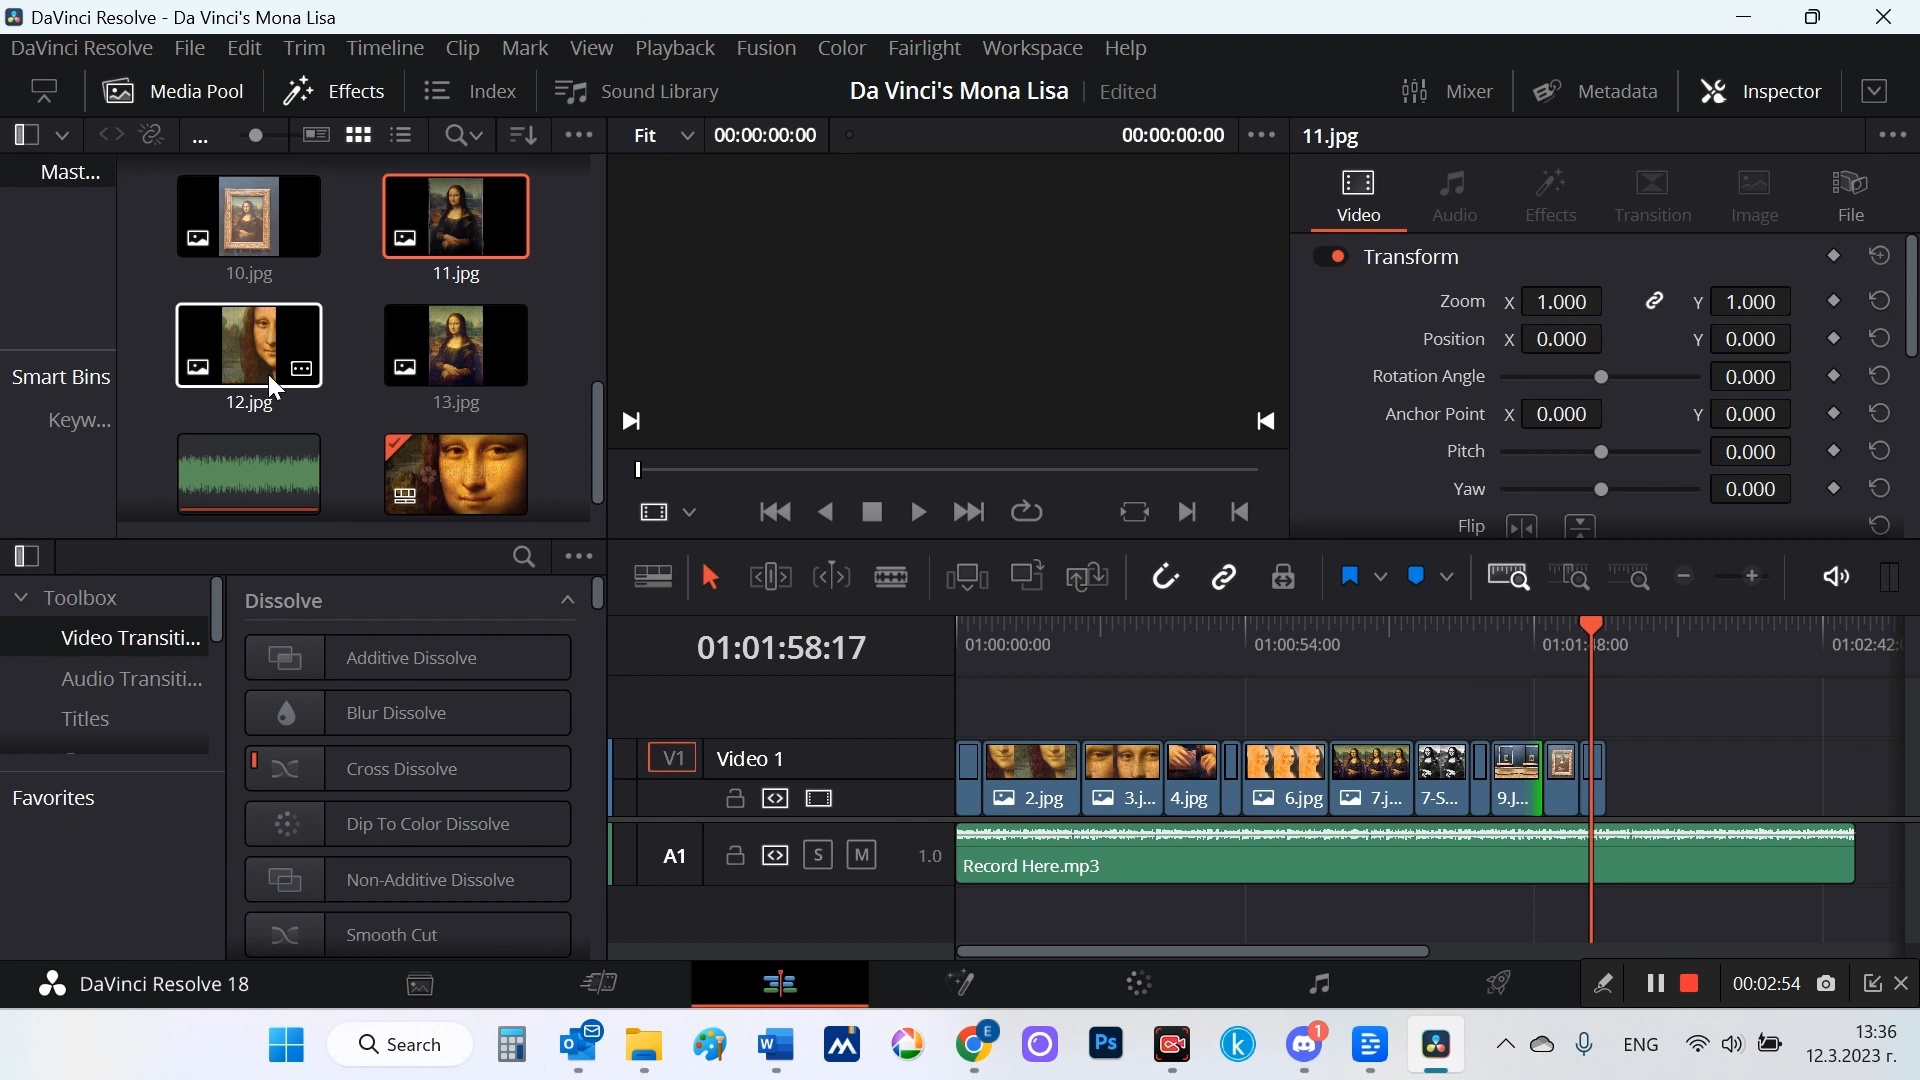 DaVinci Resolve - Da Vinci's Mona Lisa
DaVinci Resolve File Edit Trim Timeline Clip Mark View Playback Fusion Color Fairlight Workspace Help
Media Pool Effects Index Sound Library Da Vinci's Mona Lisa Edited Mixer Metadata Inspector
... Fit 00:00:00:00 00:00:00:00 11.jpg
Mast...
10.jpg 11.jpg
12.jpg 13.jpg
Smart Bins
Keyw...
Video Audio Effects Transition Image File
Transform
Zoom X 1.000 Y 1.000
Position X 0.000 Y 0.000
Rotation Angle 0.000
Anchor Point X 0.000 Y 0.000
Pitch 0.000
Yaw 0.000
Flip
Toolbox
Video Transiti...
Audio Transiti...
Titles
Favorites
Dissolve
Additive Dissolve
Blur Dissolve
Cross Dissolve
Dip To Color Dissolve
Non-Additive Dissolve
Smooth Cut
01:01:58:17 01:00:00:00 01:00:54:00 01:01:48:00 01:02:42:
V1 Video 1
2.jpg 3.j... 4.jpg 6.jpg 7.j... 7-S... 9.J...
A1 S M 1.0
Record Here.mp3
DaVinci Resolve 18 00:02:54
Search ENG 13:36
12.3.2023 г.